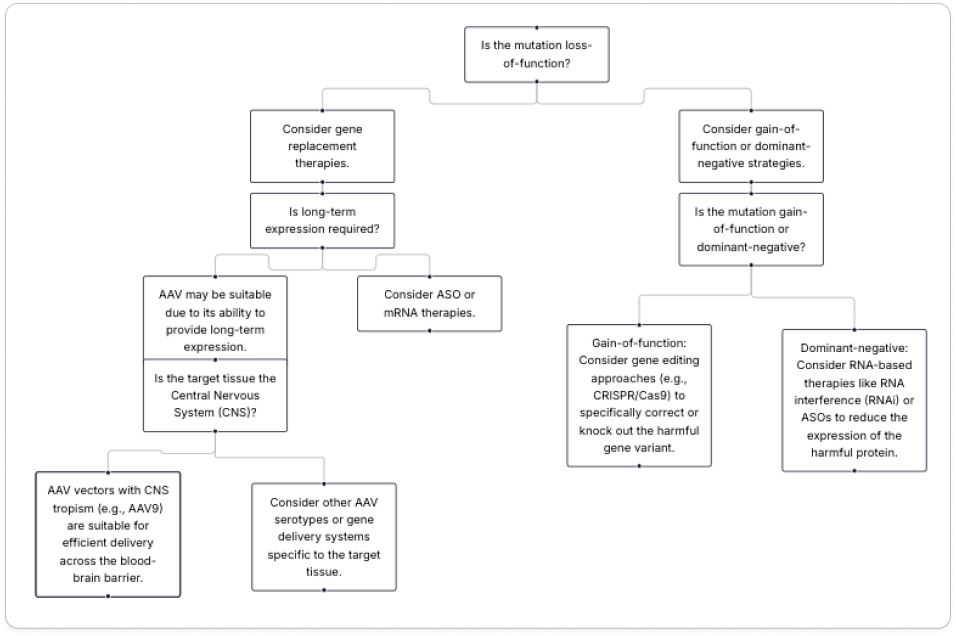 Is the mutation loss-
of-function?
Consider gene
replacement
therapies.
Consider gain-of-
function or dominant-
negative strategies.
Is long-term
expression required?
Is the mutation gain-
of-function or
dominant-negative?
AAV may be suitable
due to its ability to
provide long-term
expression.
Consider ASO or
mRNA therapies.
Is the target tissue the
Central Nervous
System (CNS)?
Gain-of-function:
Consider gene editing
approaches (e.g.,
CRISPR/Cas9) to
specifically correct or
knock out the harmful
gene variant.
Dominant-negative:
Consider RNA-based
therapies like RNA
interference (RNAi) or
ASOs to reduce the
expression of the
harmful protein.
AAV vectors with CNS
tropism (e.g., AAV9)
are suitable for
efficient delivery
across the blood-
brain barrier.
Consider other AAV
serotypes or gene
delivery systems
specific to the target
tissue.